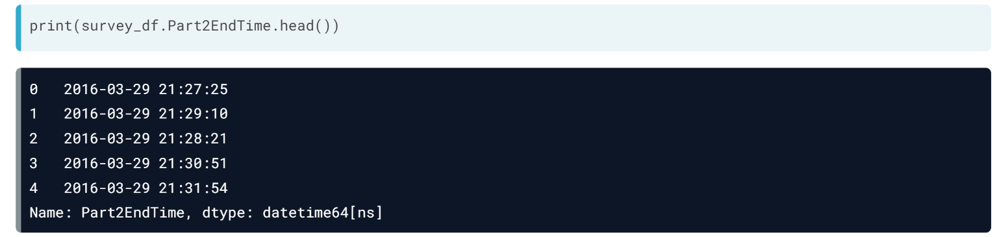 print(survey_df.Part2EndTime.head())
0   2016-03-29 21:27:25
1   2016-03-29 21:29:10
2   2016-03-29 21:28:21
3   2016-03-29 21:30:51
4   2016-03-29 21:31:54
Name: Part2EndTime, dtype: datetime64[ns]